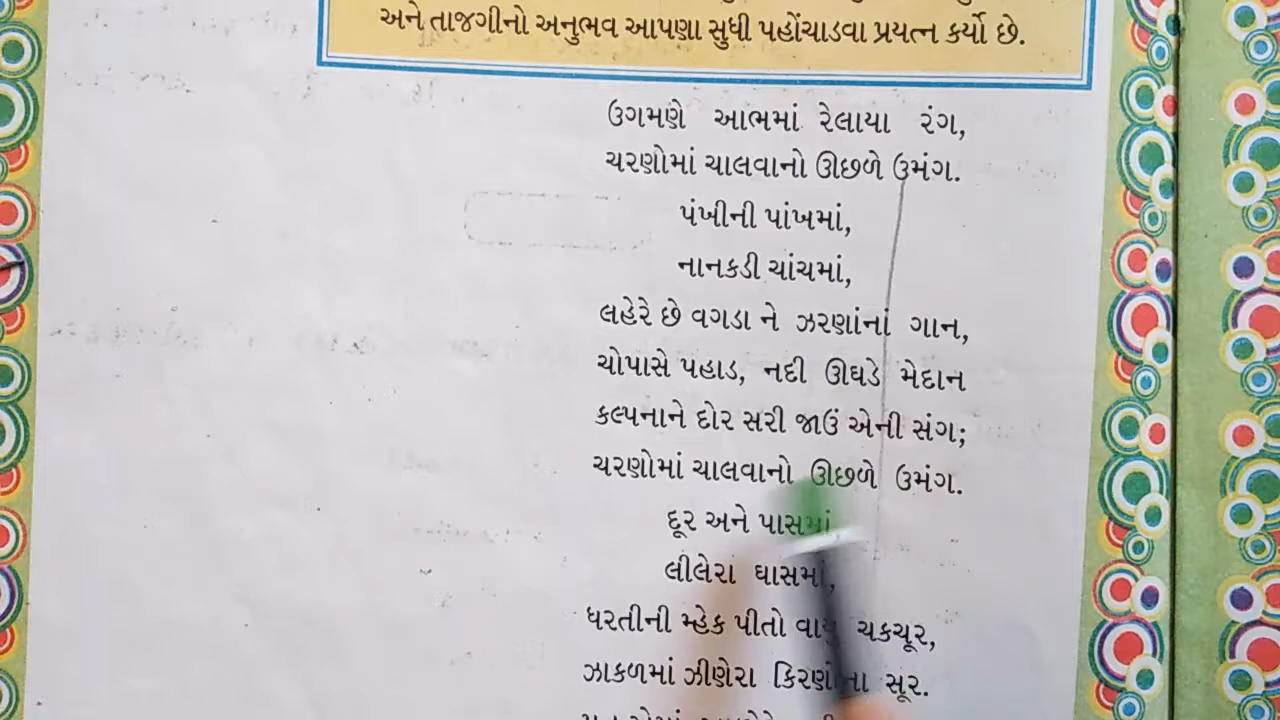 અને તાજગીનો અનુભવ આપણા સુધી પહોંચાડવા પ્રયત્ન કર્યો છે.
ઉગમણે આભમાં રેલાયા રંગ,
ચરણોમાં ચાલવાનો ઊછળે ઉમંગ.
પંખીની પાંખમાં,
નાનકડી ચાંચમાં,
લહેરે છે વગડા ને ઝરણાંનાં ગાન,
ચોપાસે પહાડ, નદી ઊઘડે મેદાન
કલ્પનાને દોર સરી જાઉં એની સંગ;
ચરણોમાં ચાલવાનો ઊછળે ઉમંગ.
દૂર અને પાસમાં,
લીલેરા ઘાસમાં,
ધરતીની મ્હેક પીતો વાયુ ચકચૂર,
ઝાકળમાં ઝીણેરા કિરણોના સૂર.